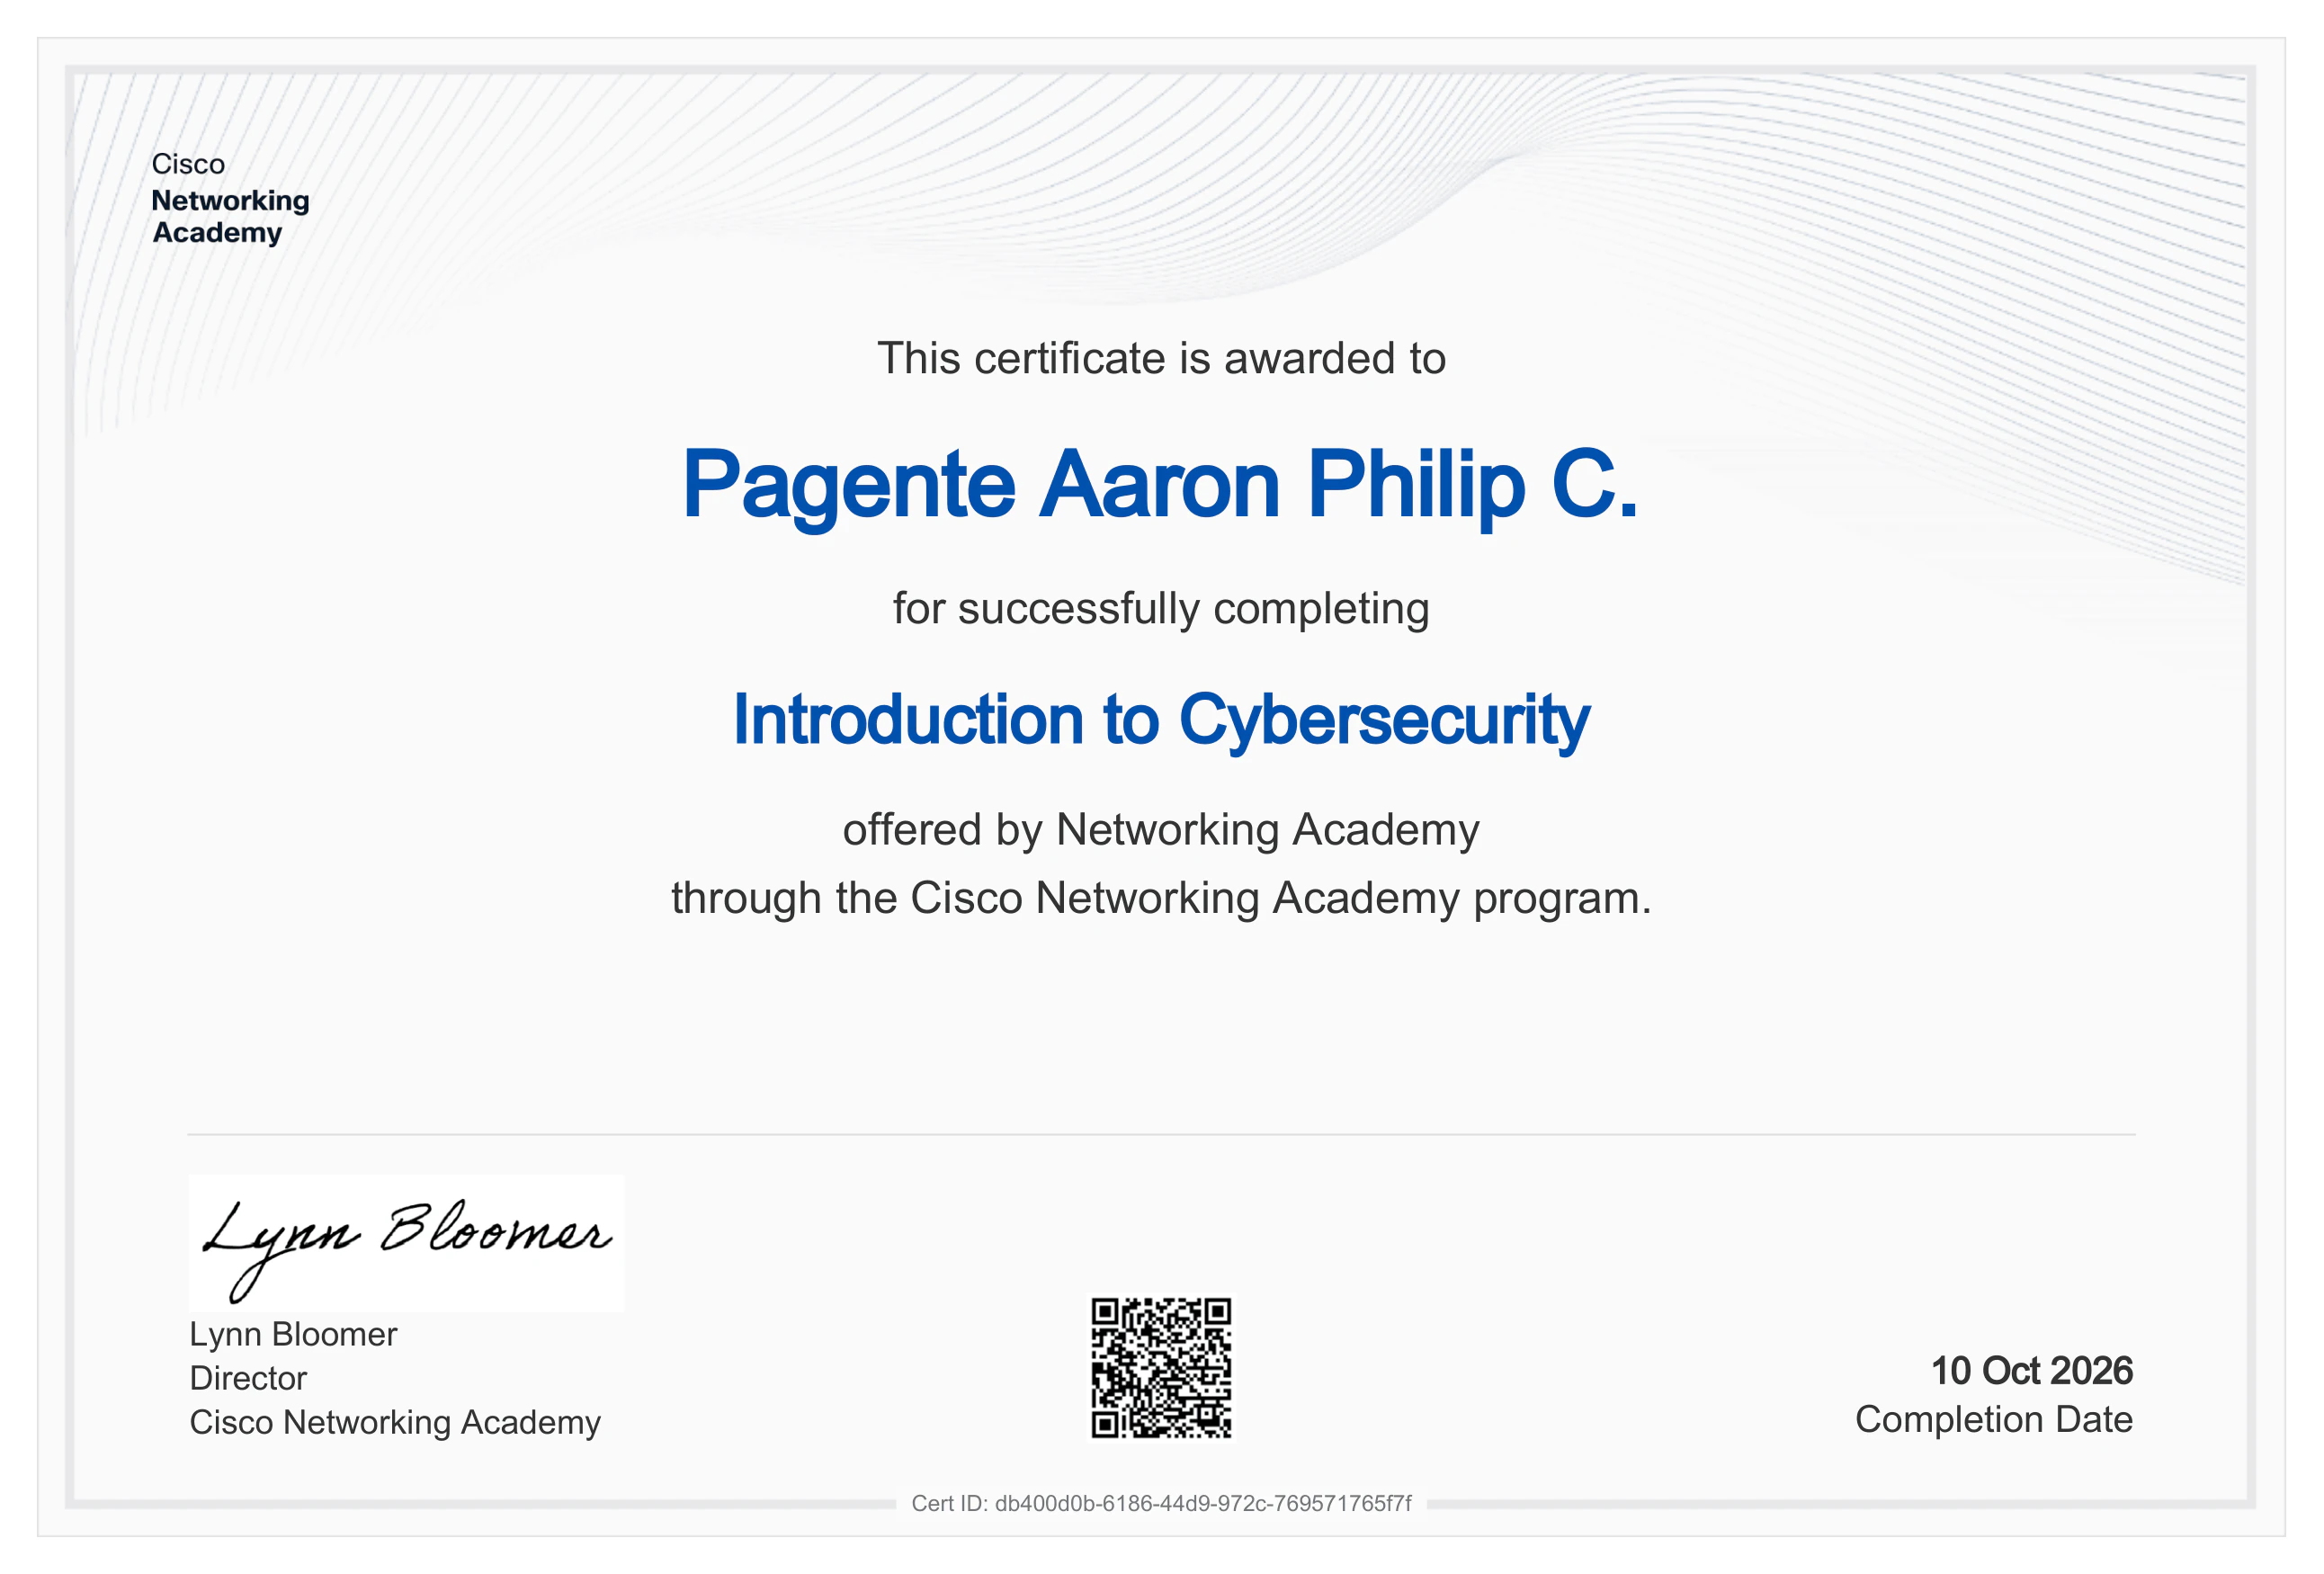 Cisco
Networking
Academy
This certificate is awarded to
Pagente Aaron Philip C.
for successfully completing
Introduction to Cybersecurity
offered by Networking Academy
through the Cisco Networking Academy program.
Lynn Bloomer
Lynn Bloomer
Director
Cisco Networking Academy
10 Oct 2026
Completion Date
Cert ID: db400d0b-6186-44d9-972c-769571765f7f